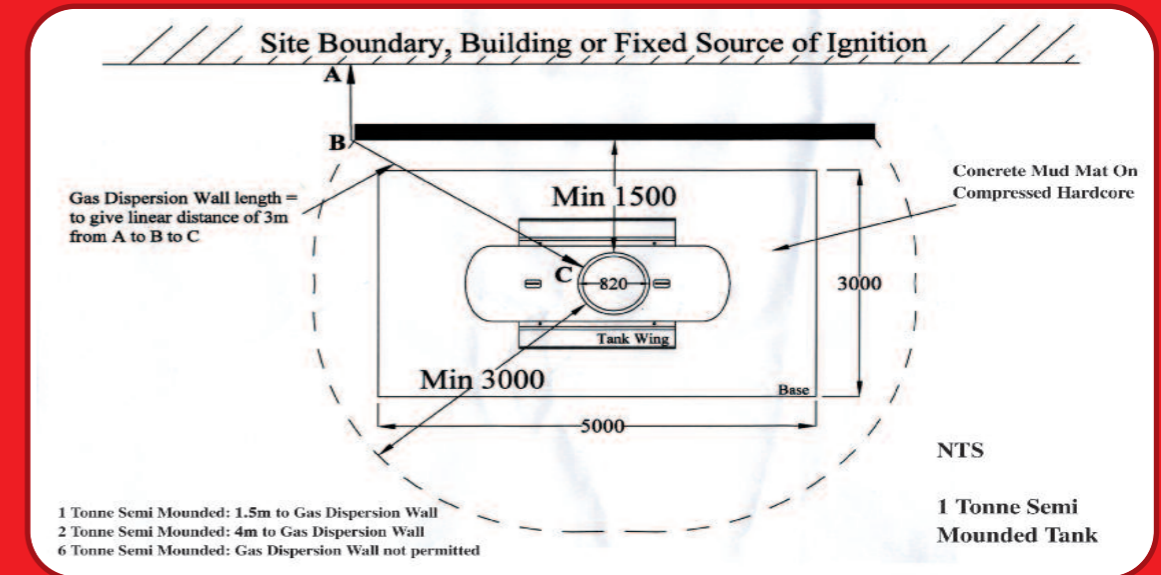 Site Boundary, Building or Fixed Source of Ignition
A
B
Gas Dispersion Wall length =
to give linear distance of 3m
from A to B to C
Min 1500
Concrete Mud Mat On
Compressed Hardcore
C
820
3000
Tank Wing
Min 3000
Base
5000
NTS
1 Tonne Semi
Mounded Tank
1 Tonne Semi Mounded: 1.5m to Gas Dispersion Wall
2 Tonne Semi Mounded: 4m to Gas Dispersion Wall
6 Tonne Semi Mounded: Gas Dispersion Wall not permitted